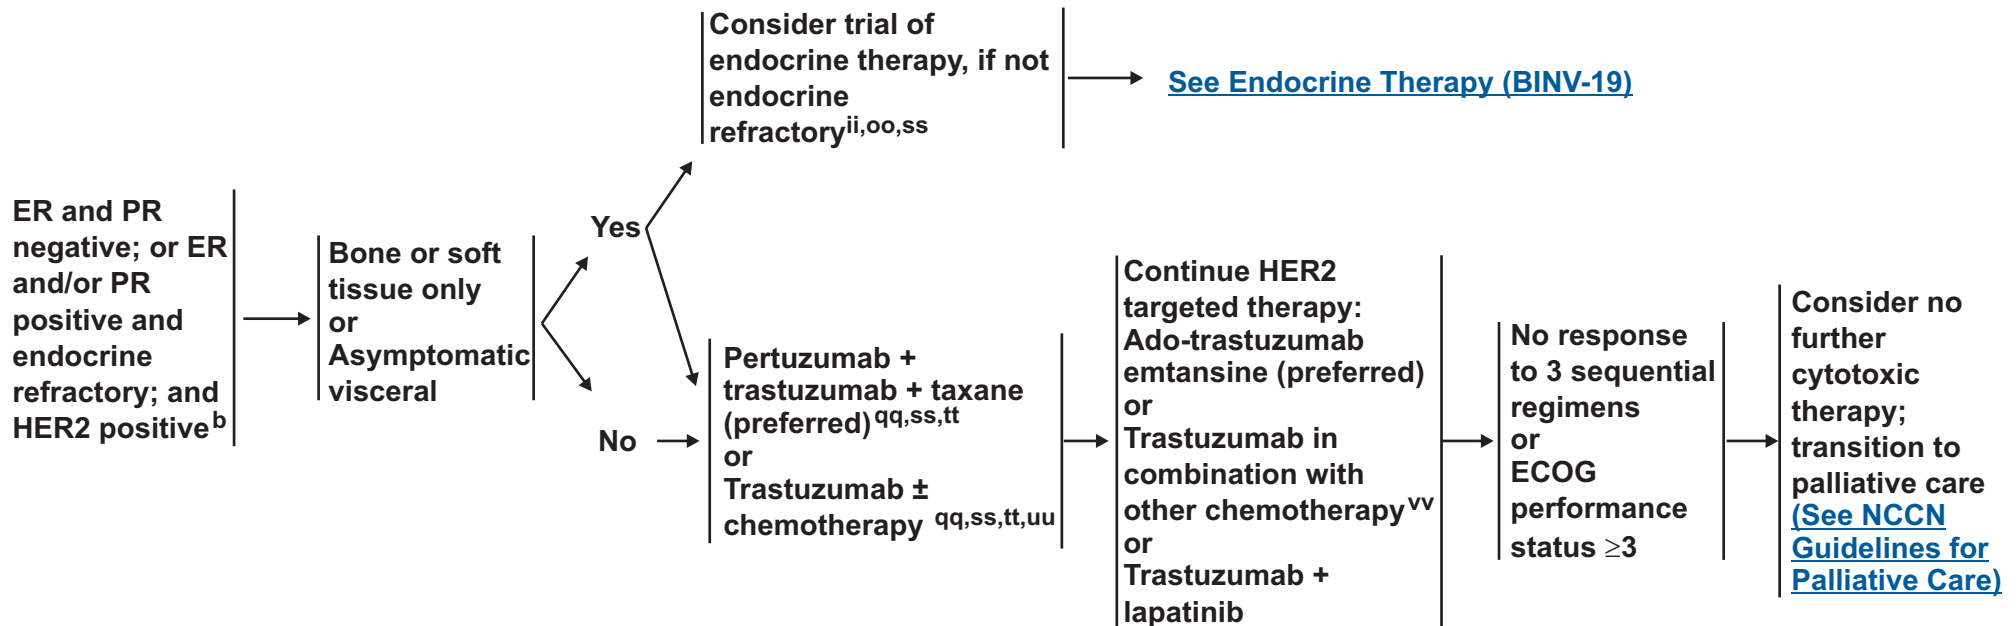 Consider trial of
endocrine therapy, if not
endocrine
refractory ii,oo,ss
See Endocrine Therapy (BINV-19)
ER and PR
negative; or ER
and/or PR
positive and
endocrine
refractory; and
HER2 positive b
Bone or soft
tissue only
or
Asymptomatic
visceral
Yes
No
Pertuzumab +
trastuzumab + taxane
(preferred) qq,ss,tt
or
Trastuzumab ±
chemotherapy qq,ss,tt,uu
Continue HER2
targeted therapy:
Ado-trastuzumab
emtansine (preferred)
or
Trastuzumab in
combination with
other chemotherapy vv
or
Trastuzumab +
lapatinib
No response
to 3 sequential
regimens
or
ECOG
performance
status ≥3
Consider no
further
cytotoxic
therapy;
transition to
palliative care
(See NCCN
Guidelines for
Palliative Care)